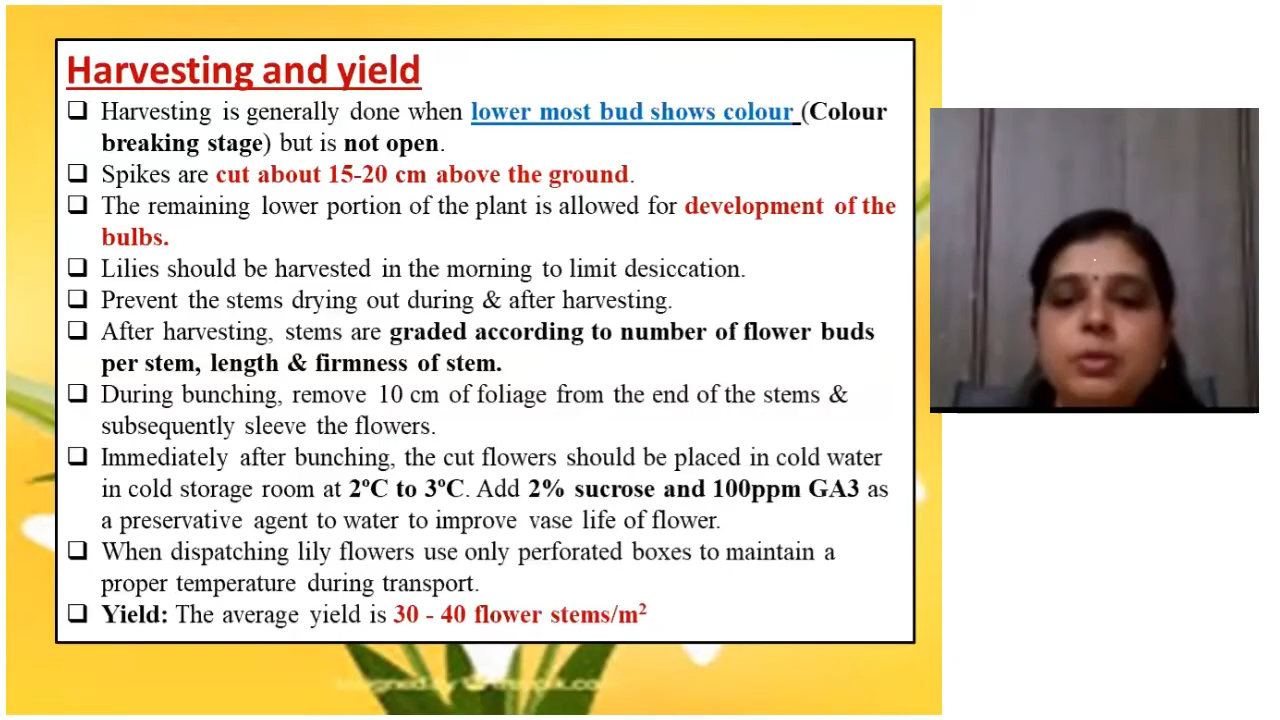 Harvesting and yield
❑ Harvesting is generally done when lower most bud shows colour (Colour
breaking stage) but is not open.
❑ Spikes are cut about 15-20 cm above the ground.
❑ The remaining lower portion of the plant is allowed for development of the
bulbs.
❑ Lilies should be harvested in the morning to limit desiccation.
❑ Prevent the stems drying out during & after harvesting.
❑ After harvesting, stems are graded according to number of flower buds
per stem, length & firmness of stem.
❑ During bunching, remove 10 cm of foliage from the end of the stems &
subsequently sleeve the flowers.
❑ Immediately after bunching, the cut flowers should be placed in cold water
in cold storage room at 2ºC to 3ºC. Add 2% sucrose and 100ppm GA3 as
a preservative agent to water to improve vase life of flower.
❑ When dispatching lily flowers use only perforated boxes to maintain a
proper temperature during transport.
❑ Yield: The average yield is 30 - 40 flower stems/m²